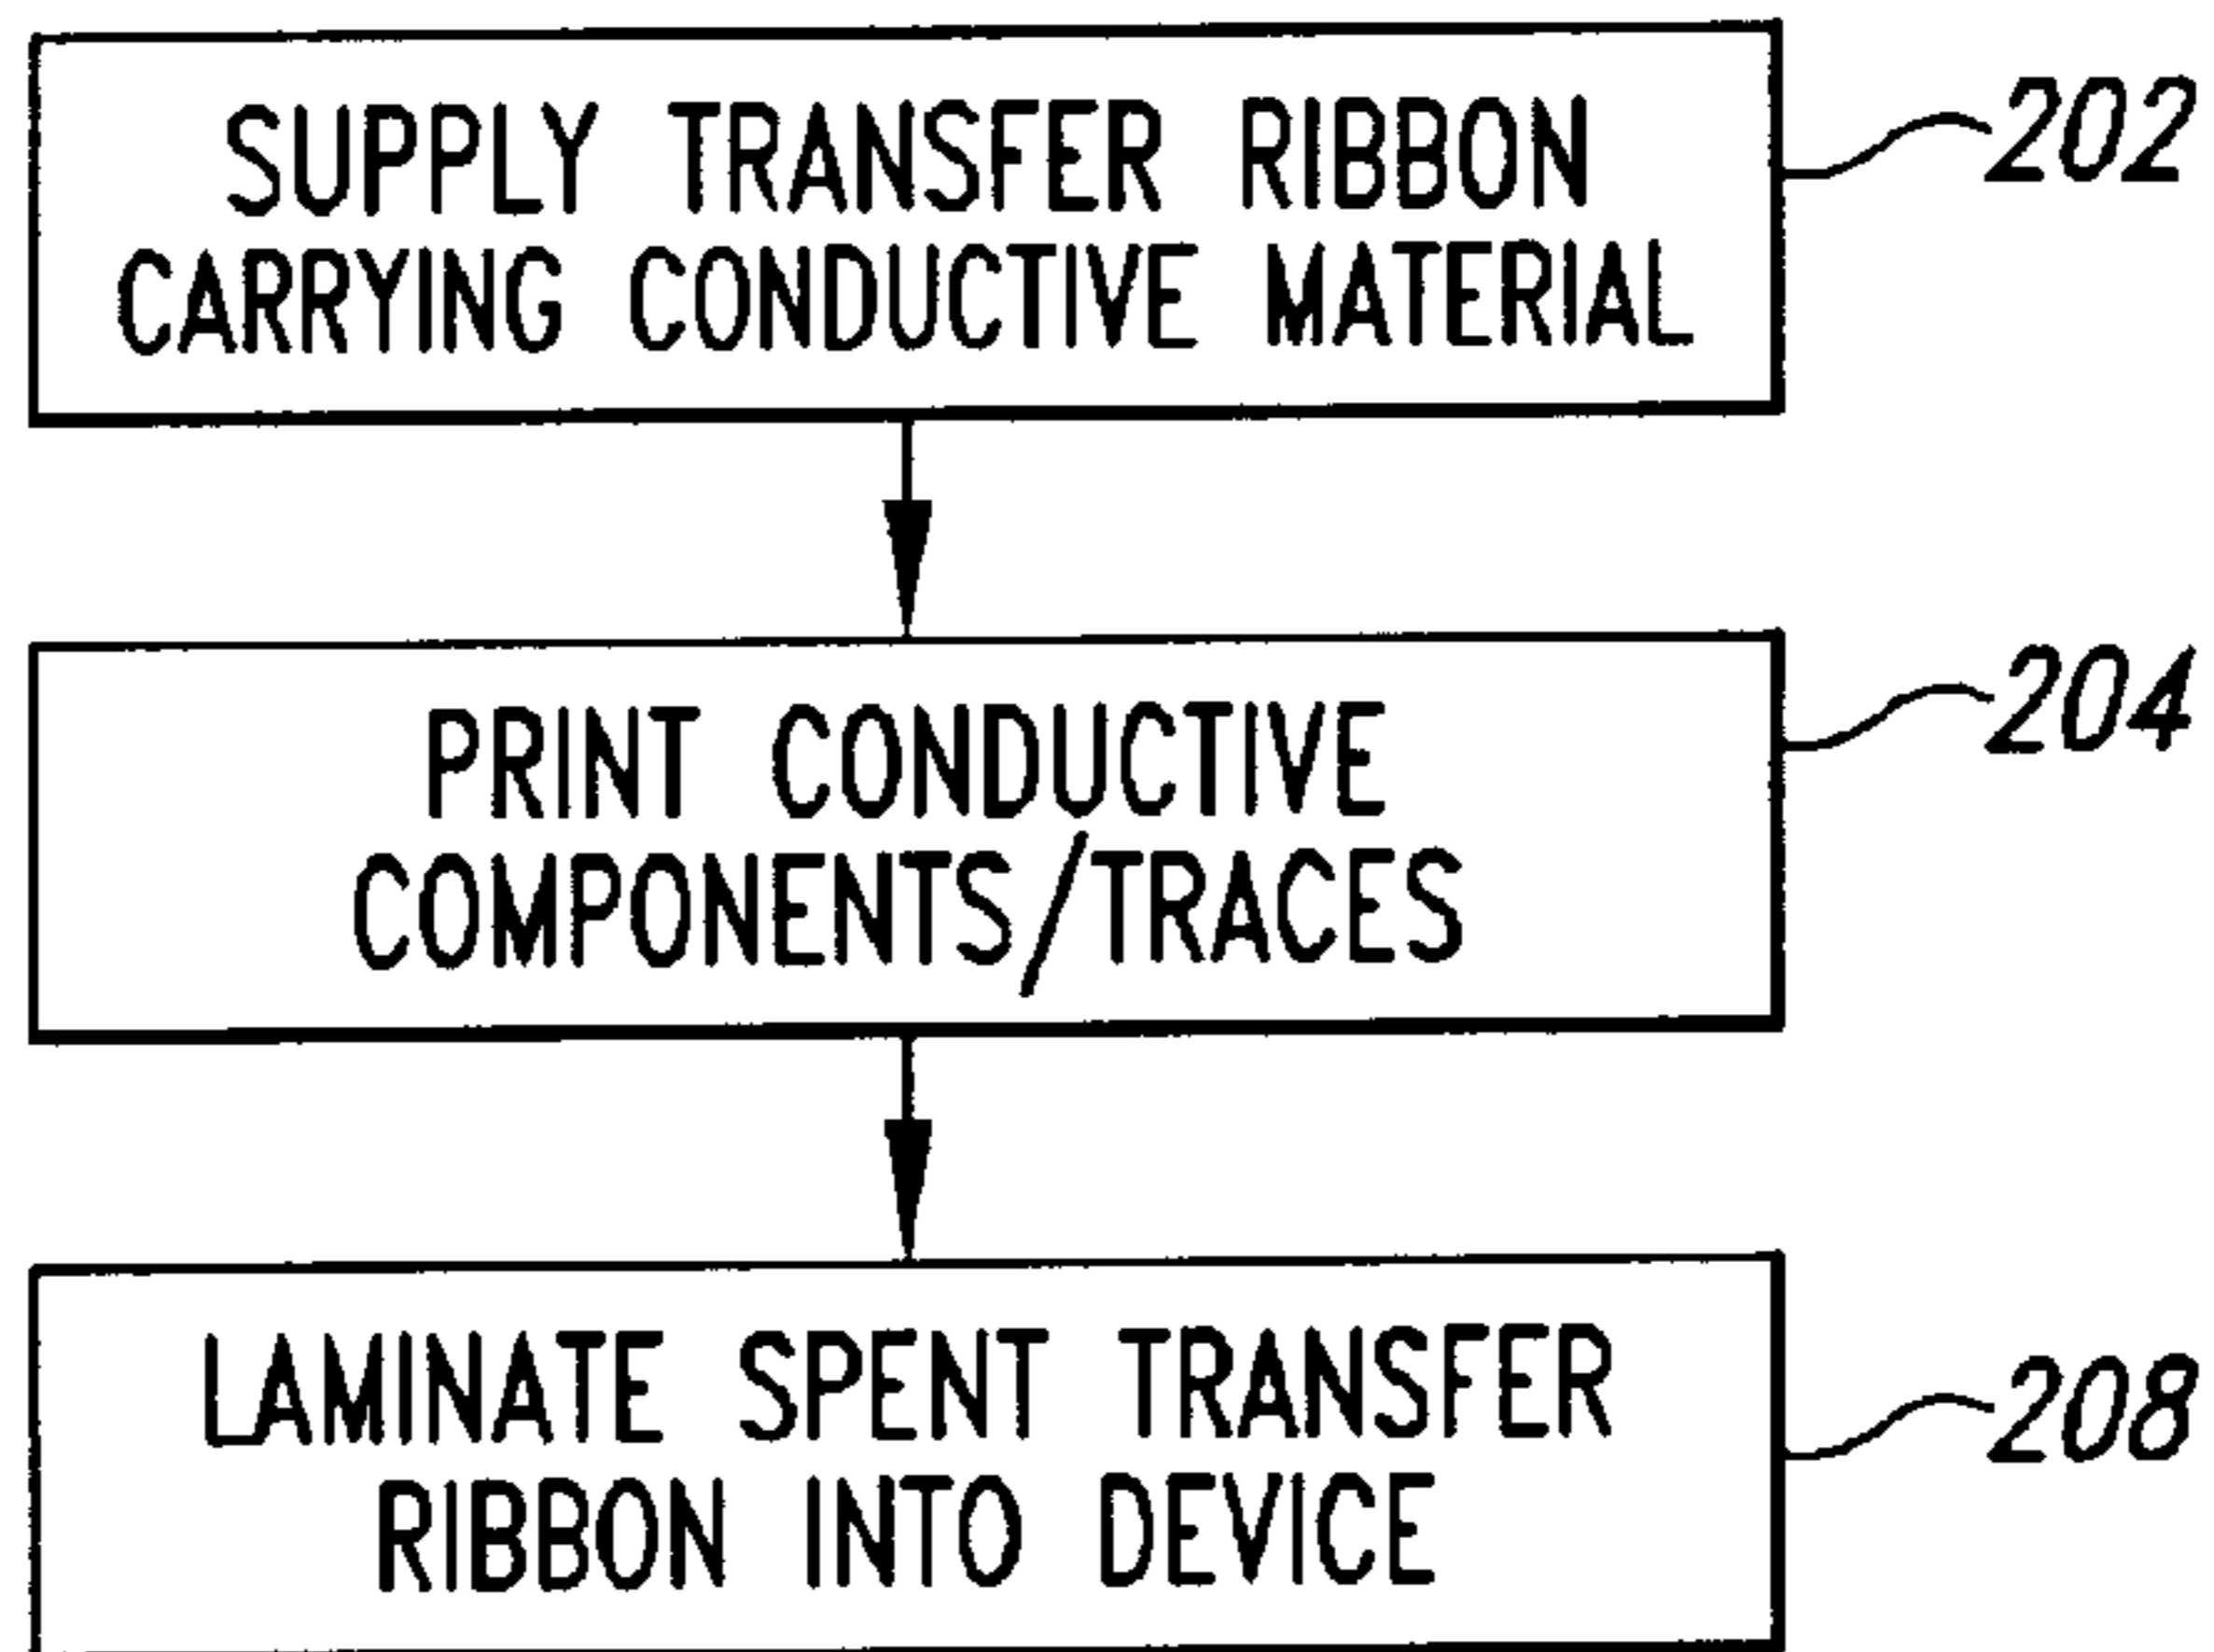 SUPPLY TRANSFER RIBBON
CARRYING CONDUCTIVE MATERIAL
202
PRINT CONDUCTIVE
COMPONENTS/TRACES
204
LAMINATE SPENT TRANSFER
RIBBON INTO DEVICE
208